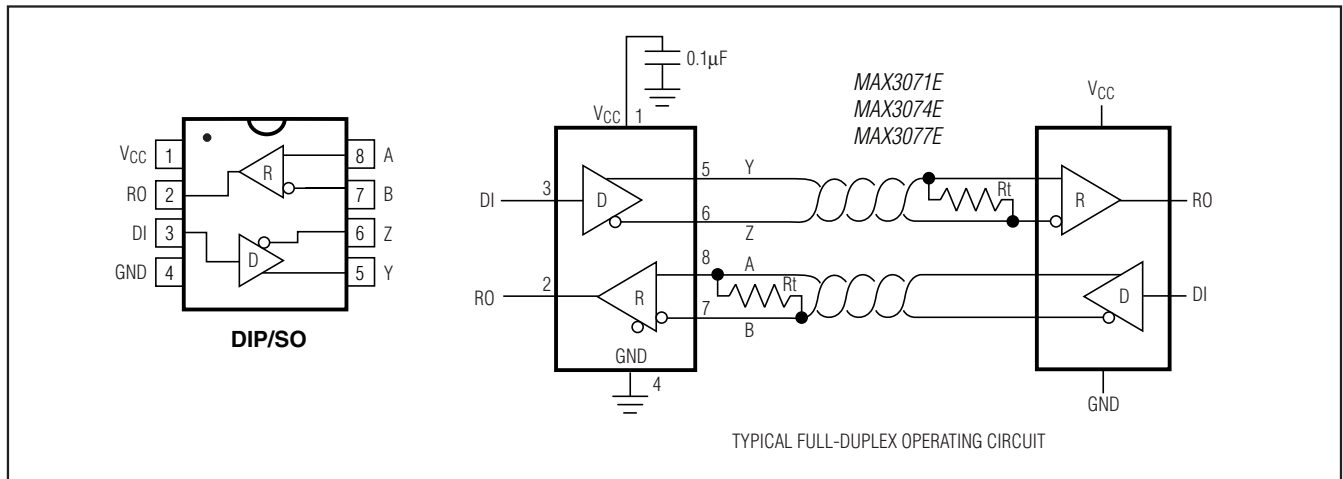 VCC 1
RO 2
DI 3
GND 4
8 A
7 B
6 Z
5 Y
R
D
DIP/SO
0.1µF
VCC 1
DI 3
D
5 Y
6
Z
8
A
Rt
7
B
RO 2
R
GND
4
MAX3071E
MAX3074E
MAX3077E
VCC
Rt
R
RO
D
DI
GND
TYPICAL FULL-DUPLEX OPERATING CIRCUIT